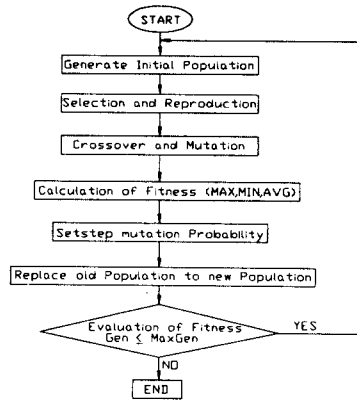 START
Generate Initial Population
Selection and Reproduction
Crossover and Mutation
Calculation of Fitness (MAX,MIN,AVG)
Setstep mutation Probability
Replace old Population to new Population
Evaluation of Fitness
Gen ≤ MaxGen
YES
NO
END